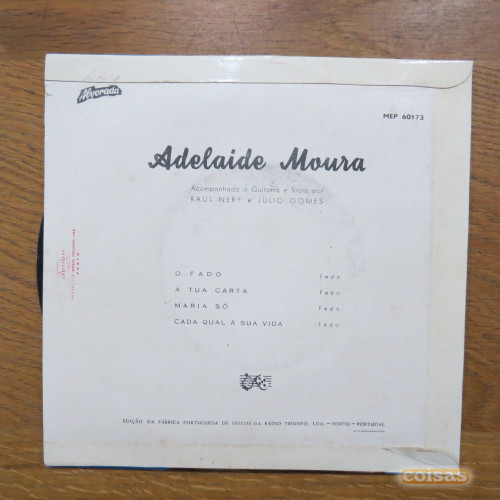 Alvorada
MEP 60173
Adelaide Moura
Acompanhada à Guitarra e Viola por
RAUL NERY e JÚLIO GOMES
O FADO fado
A TUA CARTA fado
MARIA SÓ fado
CADA QUAL À SUA VIDA fado
EDIÇÃO DA FÁBRICA PORTUGUESA DE DISCOS DA RÁDIO TRIUNFO, LDA. — PORTO - PORTUGAL
coisas